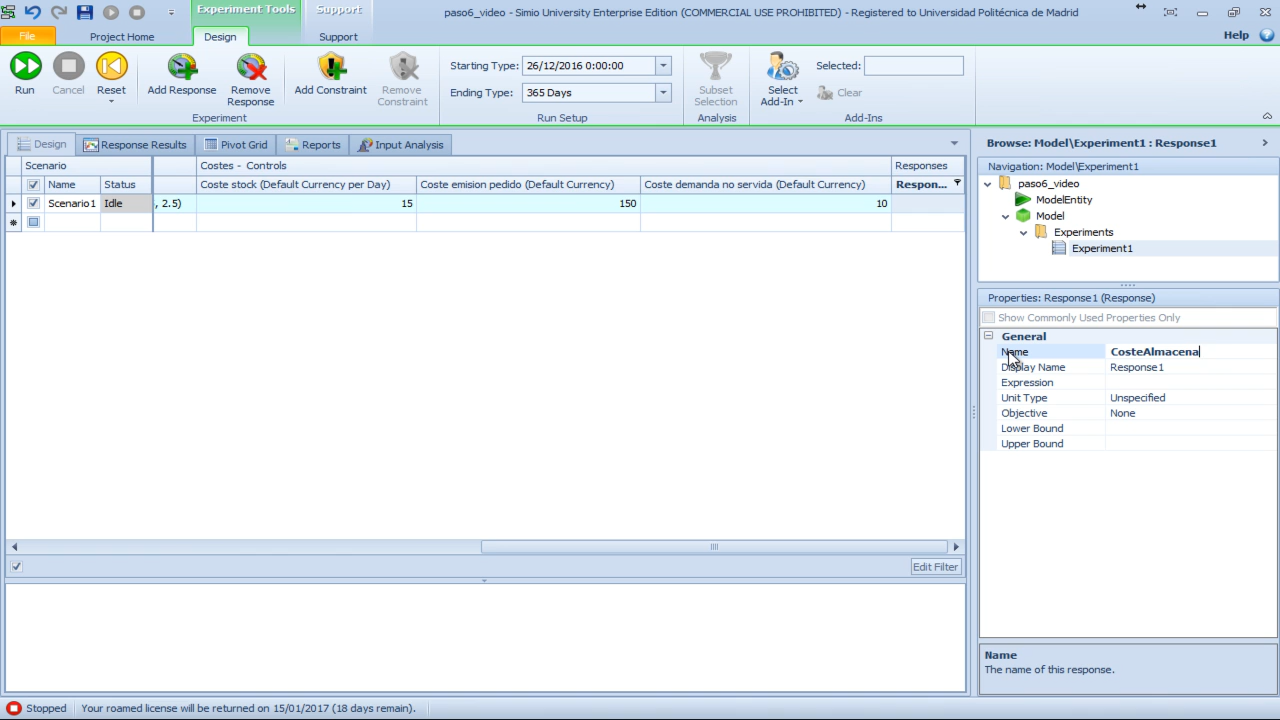 Experiment Tools
Support
paso6_video - Simio University Enterprise Edition (COMMERCIAL USE PROHIBITED) - Registered to Universidad Politécnica de Madrid
File
Project Home
Design
Support
Help
Run
Cancel
Reset
Add Response
Remove Response
Add Constraint
Remove Constraint
Experiment
Starting Type: 26/12/2016 0:00:00
Ending Type: 365 Days
Run Setup
Subset Selection
Analysis
Select Add-In
Selected:
Clear
Add-Ins
Design
Response Results
Pivot Grid
Reports
Input Analysis
Scenario
Costes - Controls
Responses
Name
Status
Coste stock (Default Currency per Day)
Coste emision pedido (Default Currency)
Coste demanda no servida (Default Currency)
Respon...
Scenario1
Idle
, 2.5)
15
150
10
Edit Filter
Browse: Model\Experiment1 : Response1
Navigation: Model\Experiment1
paso6_video
ModelEntity
Model
Experiments
Experiment1
Properties: Response1 (Response)
Show Commonly Used Properties Only
General
Name CosteAlmacena
Display Name Response1
Expression
Unit Type Unspecified
Objective None
Lower Bound
Upper Bound
Name
The name of this response.
Stopped
Your roamed license will be returned on 15/01/2017 (18 days remain).